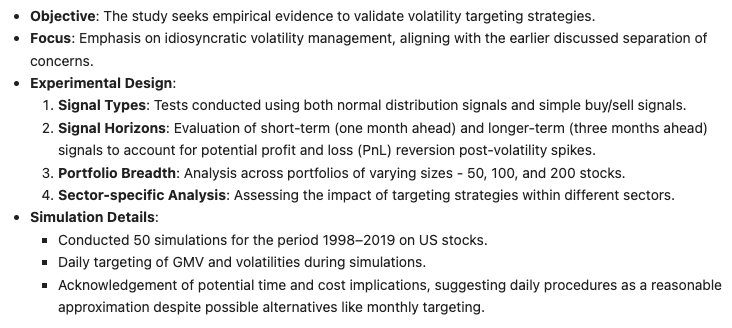 • Objective: The study seeks empirical evidence to validate volatility targeting strategies.
• Focus: Emphasis on idiosyncratic volatility management, aligning with the earlier discussed separation of
concerns.
• Experimental Design:
1. Signal Types: Tests conducted using both normal distribution signals and simple buy/sell signals.
2. Signal Horizons: Evaluation of short-term (one month ahead) and longer-term (three months ahead)
signals to account for potential profit and loss (PnL) reversion post-volatility spikes.
3. Portfolio Breadth: Analysis across portfolios of varying sizes - 50, 100, and 200 stocks.
4. Sector-specific Analysis: Assessing the impact of targeting strategies within different sectors.
• Simulation Details:
▪ Conducted 50 simulations for the period 1998–2019 on US stocks.
▪ Daily targeting of GMV and volatilities during simulations.
▪ Acknowledgement of potential time and cost implications, suggesting daily procedures as a reasonable
approximation despite possible alternatives like monthly targeting.